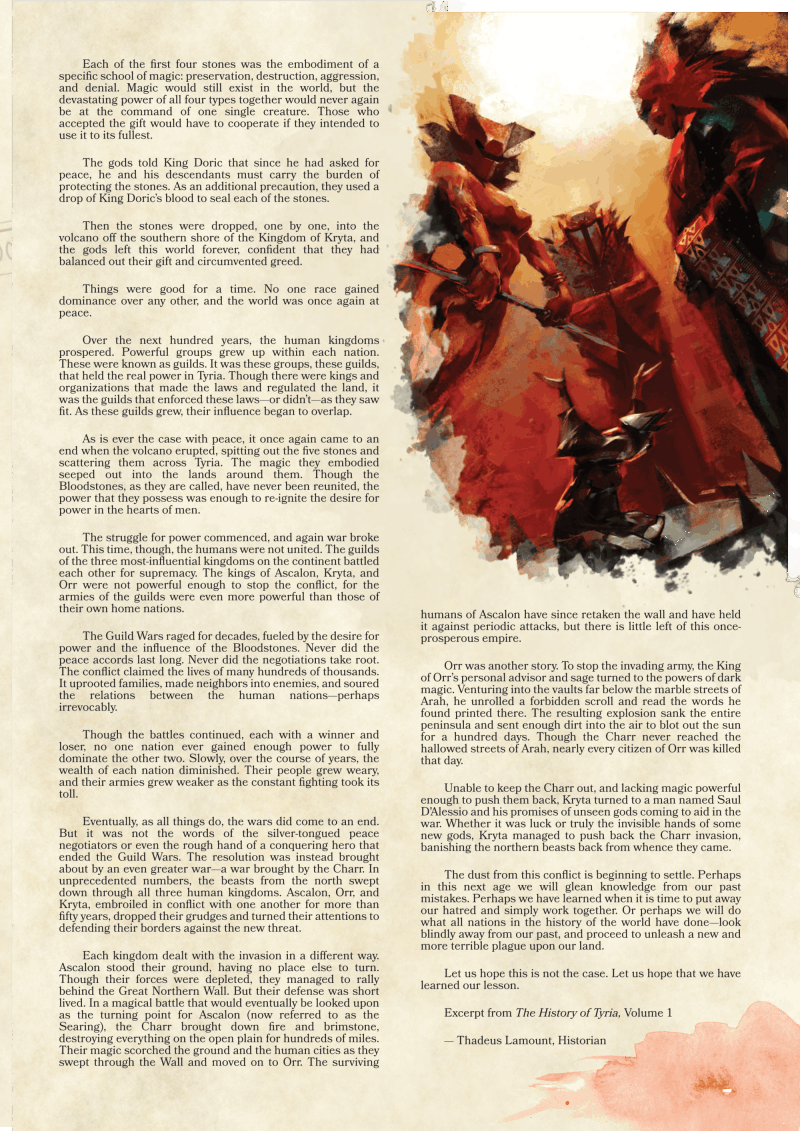 Each of the first four stones was the embodiment of a
specific school of magic: preservation, destruction, aggression,
and denial. Magic would still exist in the world, but the
devastating power of all four types together would never again
be at the command of one single creature. Those who
accepted the gift would have to cooperate if they intended to
use it to its fullest.
The gods told King Doric that since he had asked for
peace, he and his descendants must carry the burden of
protecting the stones. As an additional precaution, they used a
drop of King Doric's blood to seal each of the stones.
Then the stones were dropped, one by one, into the
volcano off the southern shore of the Kingdom of Kryta, and
the gods left this world forever, confident that they had
balanced out their gift and circumvented greed.
Things were good for a time. No one race gained
dominance over any other, and the world was once again at
peace.
Over the next hundred years, the human kingdoms
prospered. Powerful groups grew up within each nation.
These were known as guilds. It was these groups, these guilds,
that held the real power in Tyria. Though there were kings and
organizations that made the laws and regulated the land, it
was the guilds that enforced these laws—or didn't—as they saw
fit. As these guilds grew, their influence began to overlap.
As is ever the case with peace, it once again came to an
end when the volcano erupted, spitting out the five stones and
scattering them across Tyria. The magic they embodied
seeped out into the lands around them. Though the
Bloodstones, as they are called, have never been reunited, the
power that they possess was enough to re-ignite the desire for
power in the hearts of men.
The struggle for power commenced, and again war broke
out. This time, though, the humans were not united. The guilds
of the three most-influential kingdoms on the continent battled
each other for supremacy. The kings of Ascalon, Kryta, and
Orr were not powerful enough to stop the conflict, for the
armies of the guilds were even more powerful than those of
their own home nations.
The Guild Wars raged for decades, fueled by the desire for
power and the influence of the Bloodstones. Never did the
peace accords last long. Never did the negotiations take root.
The conflict claimed the lives of many hundreds of thousands.
It uprooted families, made neighbors into enemies, and soured
the relations between the human nations—perhaps
irrevocably.
Though the battles continued, each with a winner and
loser, no one nation ever gained enough power to fully
dominate the other two. Slowly, over the course of years, the
wealth of each nation diminished. Their people grew weary,
and their armies grew weaker as the constant fighting took its
toll.
Eventually, as all things do, the wars did come to an end.
But it was not the words of the silver-tongued peace
negotiators or even the rough hand of a conquering hero that
ended the Guild Wars. The resolution was instead brought
about by an even greater war—a war brought by the Charr. In
unprecedented numbers, the beasts from the north swept
down through all three human kingdoms. Ascalon, Orr, and
Kryta, embroiled in conflict with one another for more than
fifty years, dropped their grudges and turned their attentions to
defending their borders against the new threat.
Each kingdom dealt with the invasion in a different way.
Ascalon stood their ground, having no place else to turn.
Though their forces were depleted, they managed to rally
behind the Great Northern Wall. But their defense was short
lived. In a magical battle that would eventually be looked upon
as the turning point for Ascalon (now referred to as the
Searing), the Charr brought down fire and brimstone,
destroying everything on the open plain for hundreds of miles.
Their magic scorched the ground and the human cities as they
swept through the Wall and moved on to Orr. The surviving
humans of Ascalon have since retaken the wall and have held
it against periodic attacks, but there is little left of this once-
prosperous empire.
Orr was another story. To stop the invading army, the King
of Orr's personal advisor and sage turned to the powers of dark
magic. Venturing into the vaults far below the marble streets of
Arah, he unrolled a forbidden scroll and read the words he
found printed there. The resulting explosion sank the entire
peninsula and sent enough dirt into the air to blot out the sun
for a hundred days. Though the Charr never reached the
hallowed streets of Arah, nearly every citizen of Orr was killed
that day.
Unable to keep the Charr out, and lacking magic powerful
enough to push them back, Kryta turned to a man named Saul
D'Alessio and his promises of unseen gods coming to aid in the
war. Whether it was luck or truly the invisible hands of some
new gods, Kryta managed to push back the Charr invasion,
banishing the northern beasts back from whence they came.
The dust from this conflict is beginning to settle. Perhaps
in this next age we will glean knowledge from our past
mistakes. Perhaps we have learned when it is time to put away
our hatred and simply work together. Or perhaps we will do
what all nations in the history of the world have done—look
blindly away from our past, and proceed to unleash a new and
more terrible plague upon our land.
Let us hope this is not the case. Let us hope that we have
learned our lesson.
Excerpt from The History of Tyria, Volume 1
— Thadeus Lamount, Historian